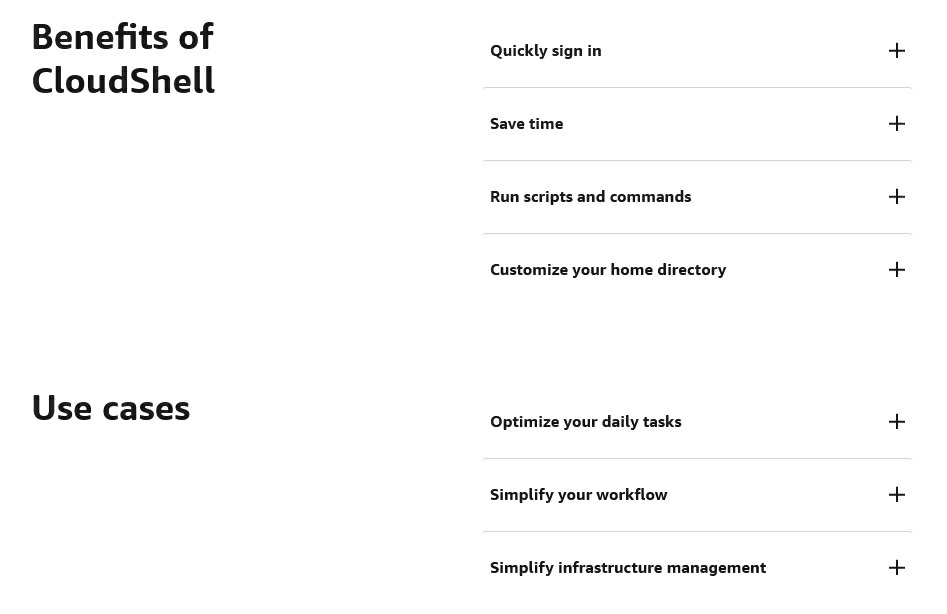 Benefits of
CloudShell
Quickly sign in
Save time
Run scripts and commands
Customize your home directory
Use cases
Optimize your daily tasks
Simplify your workflow
Simplify infrastructure management